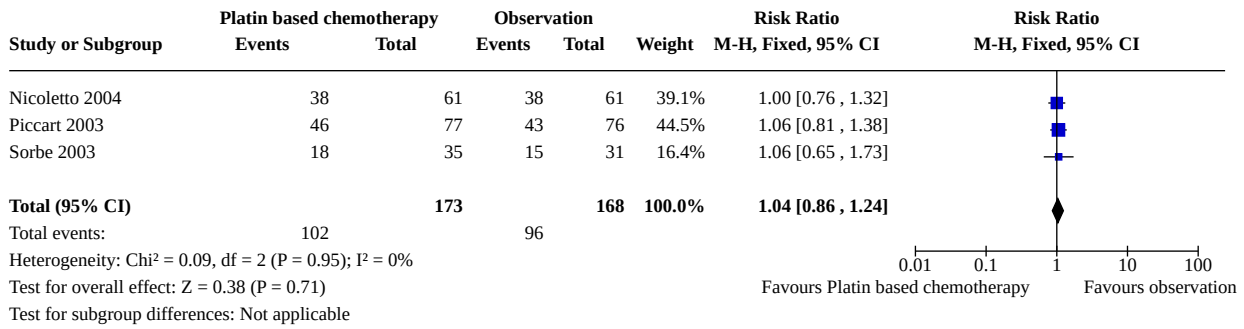 Platin based chemotherapy Observation Risk Ratio Risk Ratio
Study or Subgroup Events Total Events Total Weight M-H, Fixed, 95% CI M-H, Fixed, 95% CI
Nicoletto 2004 38 61 38 61 39.1% 1.00 [0.76 , 1.32]
Piccart 2003 46 77 43 76 44.5% 1.06 [0.81 , 1.38]
Sorbe 2003 18 35 15 31 16.4% 1.06 [0.65 , 1.73]
Total (95% CI) 173 168 100.0% 1.04 [0.86 , 1.24]
Total events: 102 96
Heterogeneity: Chi² = 0.09, df = 2 (P = 0.95); I² = 0%
0.01 0.1 1 10 100
Test for overall effect: Z = 0.38 (P = 0.71) Favours Platin based chemotherapy Favours observation
Test for subgroup differences: Not applicable